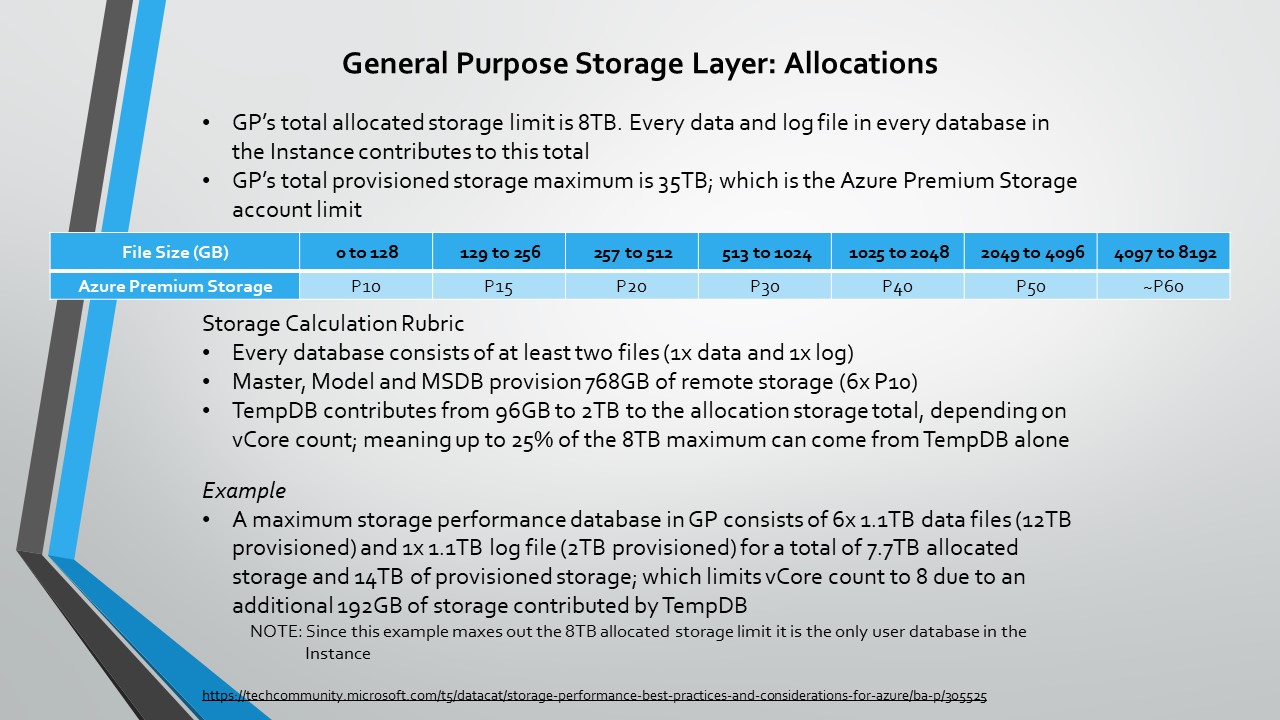 General Purpose Storage Layer: Allocations
• GP's total allocated storage limit is 8TB. Every data and log file in every database in
the Instance contributes to this total
• GP's total provisioned storage maximum is 35TB; which is the Azure Premium Storage
account limit
File Size (GB) 0 to 128 129 to 256 257 to 512 513 to 1024 1025 to 2048 2049 to 4096 4097 to 8192
Azure Premium Storage P10 P15 P20 P30 P40 P50 ~P60
Storage Calculation Rubric
• Every database consists of at least two files (1x data and 1x log)
• Master, Model and MSDB provision 768GB of remote storage (6x P10)
• TempDB contributes from 96GB to 2TB to the allocation storage total, depending on
vCore count; meaning up to 25% of the 8TB maximum can come from TempDB alone
Example
• A maximum storage performance database in GP consists of 6x 1.1TB data files (12TB
provisioned) and 1x 1.1TB log file (2TB provisioned) for a total of 7.7TB allocated
storage and 14TB of provisioned storage; which limits vCore count to 8 due to an
additional 192GB of storage contributed by TempDB
NOTE: Since this example maxes out the 8TB allocated storage limit it is the only user database in the
Instance
https://techcommunity.microsoft.com/t5/datacat/storage-performance-best-practices-and-considerations-for-azure/ba-p/305525